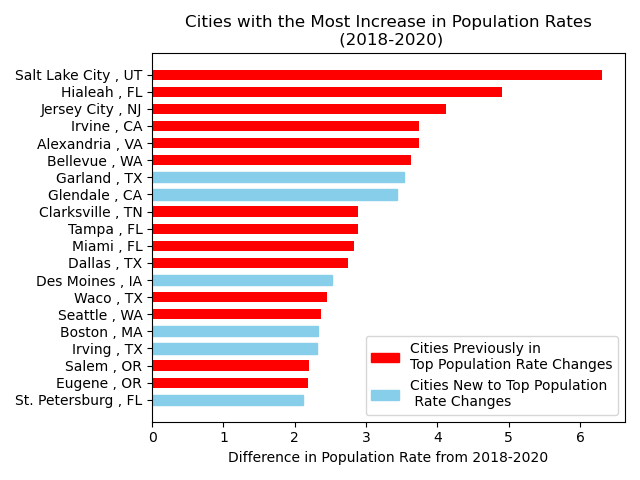 Cities with the Most Increase in Population Rates
(2018-2020)
Salt Lake City , UT
Hialeah , FL
Jersey City , NJ
Irvine , CA
Alexandria , VA
Bellevue , WA
Garland , TX
Glendale , CA
Clarksville , TN
Tampa , FL
Miami , FL
Dallas , TX
Des Moines , IA
Waco , TX
Seattle , WA
Boston , MA
Irving , TX
Salem , OR
Eugene , OR
St. Petersburg , FL
Cities Previously in
Top Population Rate Changes
Cities New to Top Population
Rate Changes
0 1 2 3 4 5 6
Difference in Population Rate from 2018-2020